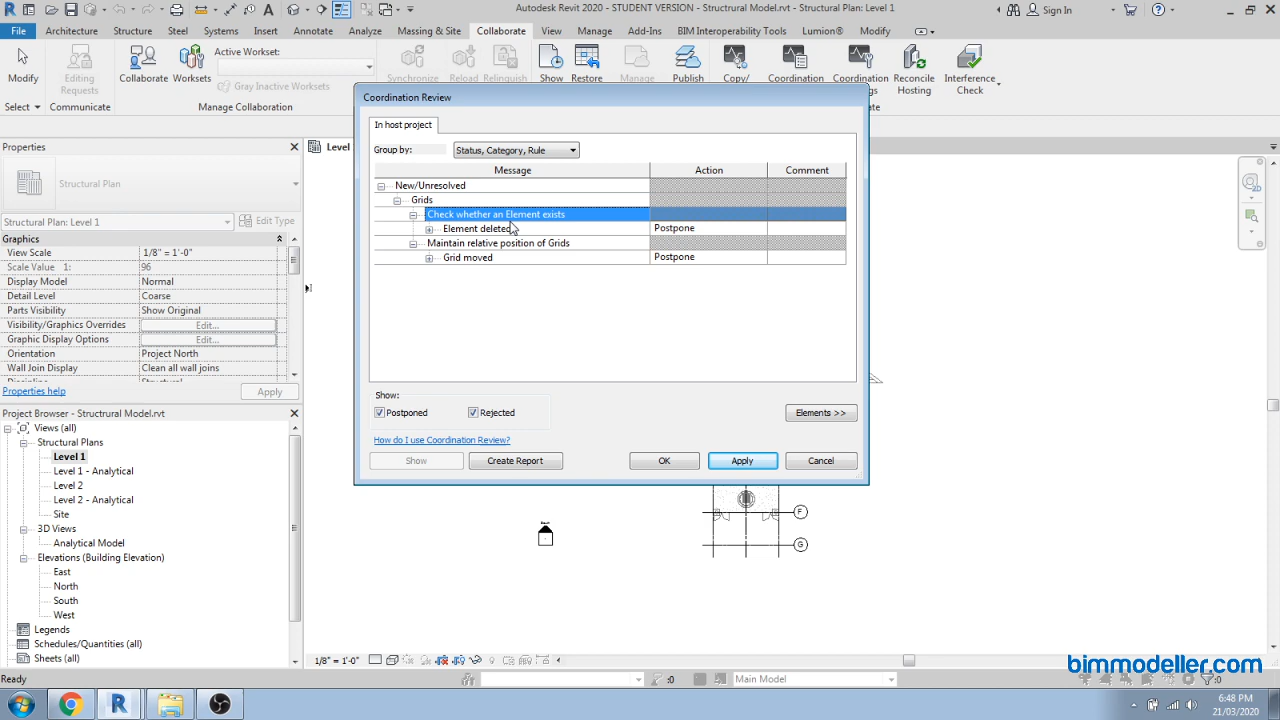 Autodesk Revit 2020 - STUDENT VERSION - Structrural Model.rvt - Structural Plan: Level 1
Sign In
File Architecture Structure Steel Systems Insert Annotate Analyze Massing & Site Collaborate View Manage Add-Ins BIM Interoperability Tools Lumion® Modify
Modify
Editing Requests
Collaborate
Worksets
Active Workset:
Gray Inactive Worksets
Synchronize
Reload
Relinquish
Show
Restore
Manage
Publish
Copy/
Coordination
Coordination
gs
Reconcile Hosting
Interference Check
Select
Communicate
Manage Collaboration
ate
Properties
Structural Plan
Structural Plan: Level 1
Edit Type
Graphics
View Scale 1/8" = 1'-0"
Scale Value 1: 96
Display Model Normal
Detail Level Coarse
Parts Visibility Show Original
Visibility/Graphics Overrides Edit...
Graphic Display Options Edit...
Orientation Project North
Wall Join Display Clean all wall joins
Discipline Structural
Properties help
Apply
Project Browser - Structrural Model.rvt
Views (all)
Structural Plans
Level 1
Level 1 - Analytical
Level 2
Level 2 - Analytical
Site
3D Views
Analytical Model
Elevations (Building Elevation)
East
North
South
West
Legends
Schedules/Quantities (all)
Sheets (all)
Level
Coordination Review
In host project
Group by: Status, Category, Rule
Message Action Comment
New/Unresolved
Grids
Check whether an Element exists
Element deleted Postpone
Maintain relative position of Grids
Grid moved Postpone
Show:
Postponed Rejected
Elements >>
How do I use Coordination Review?
Show
Create Report
OK
Apply
Cancel
F
G
1/8" = 1'-0"
bimmodeller.com
Ready
:0
Main Model
:0
6:48 PM
21/03/2020